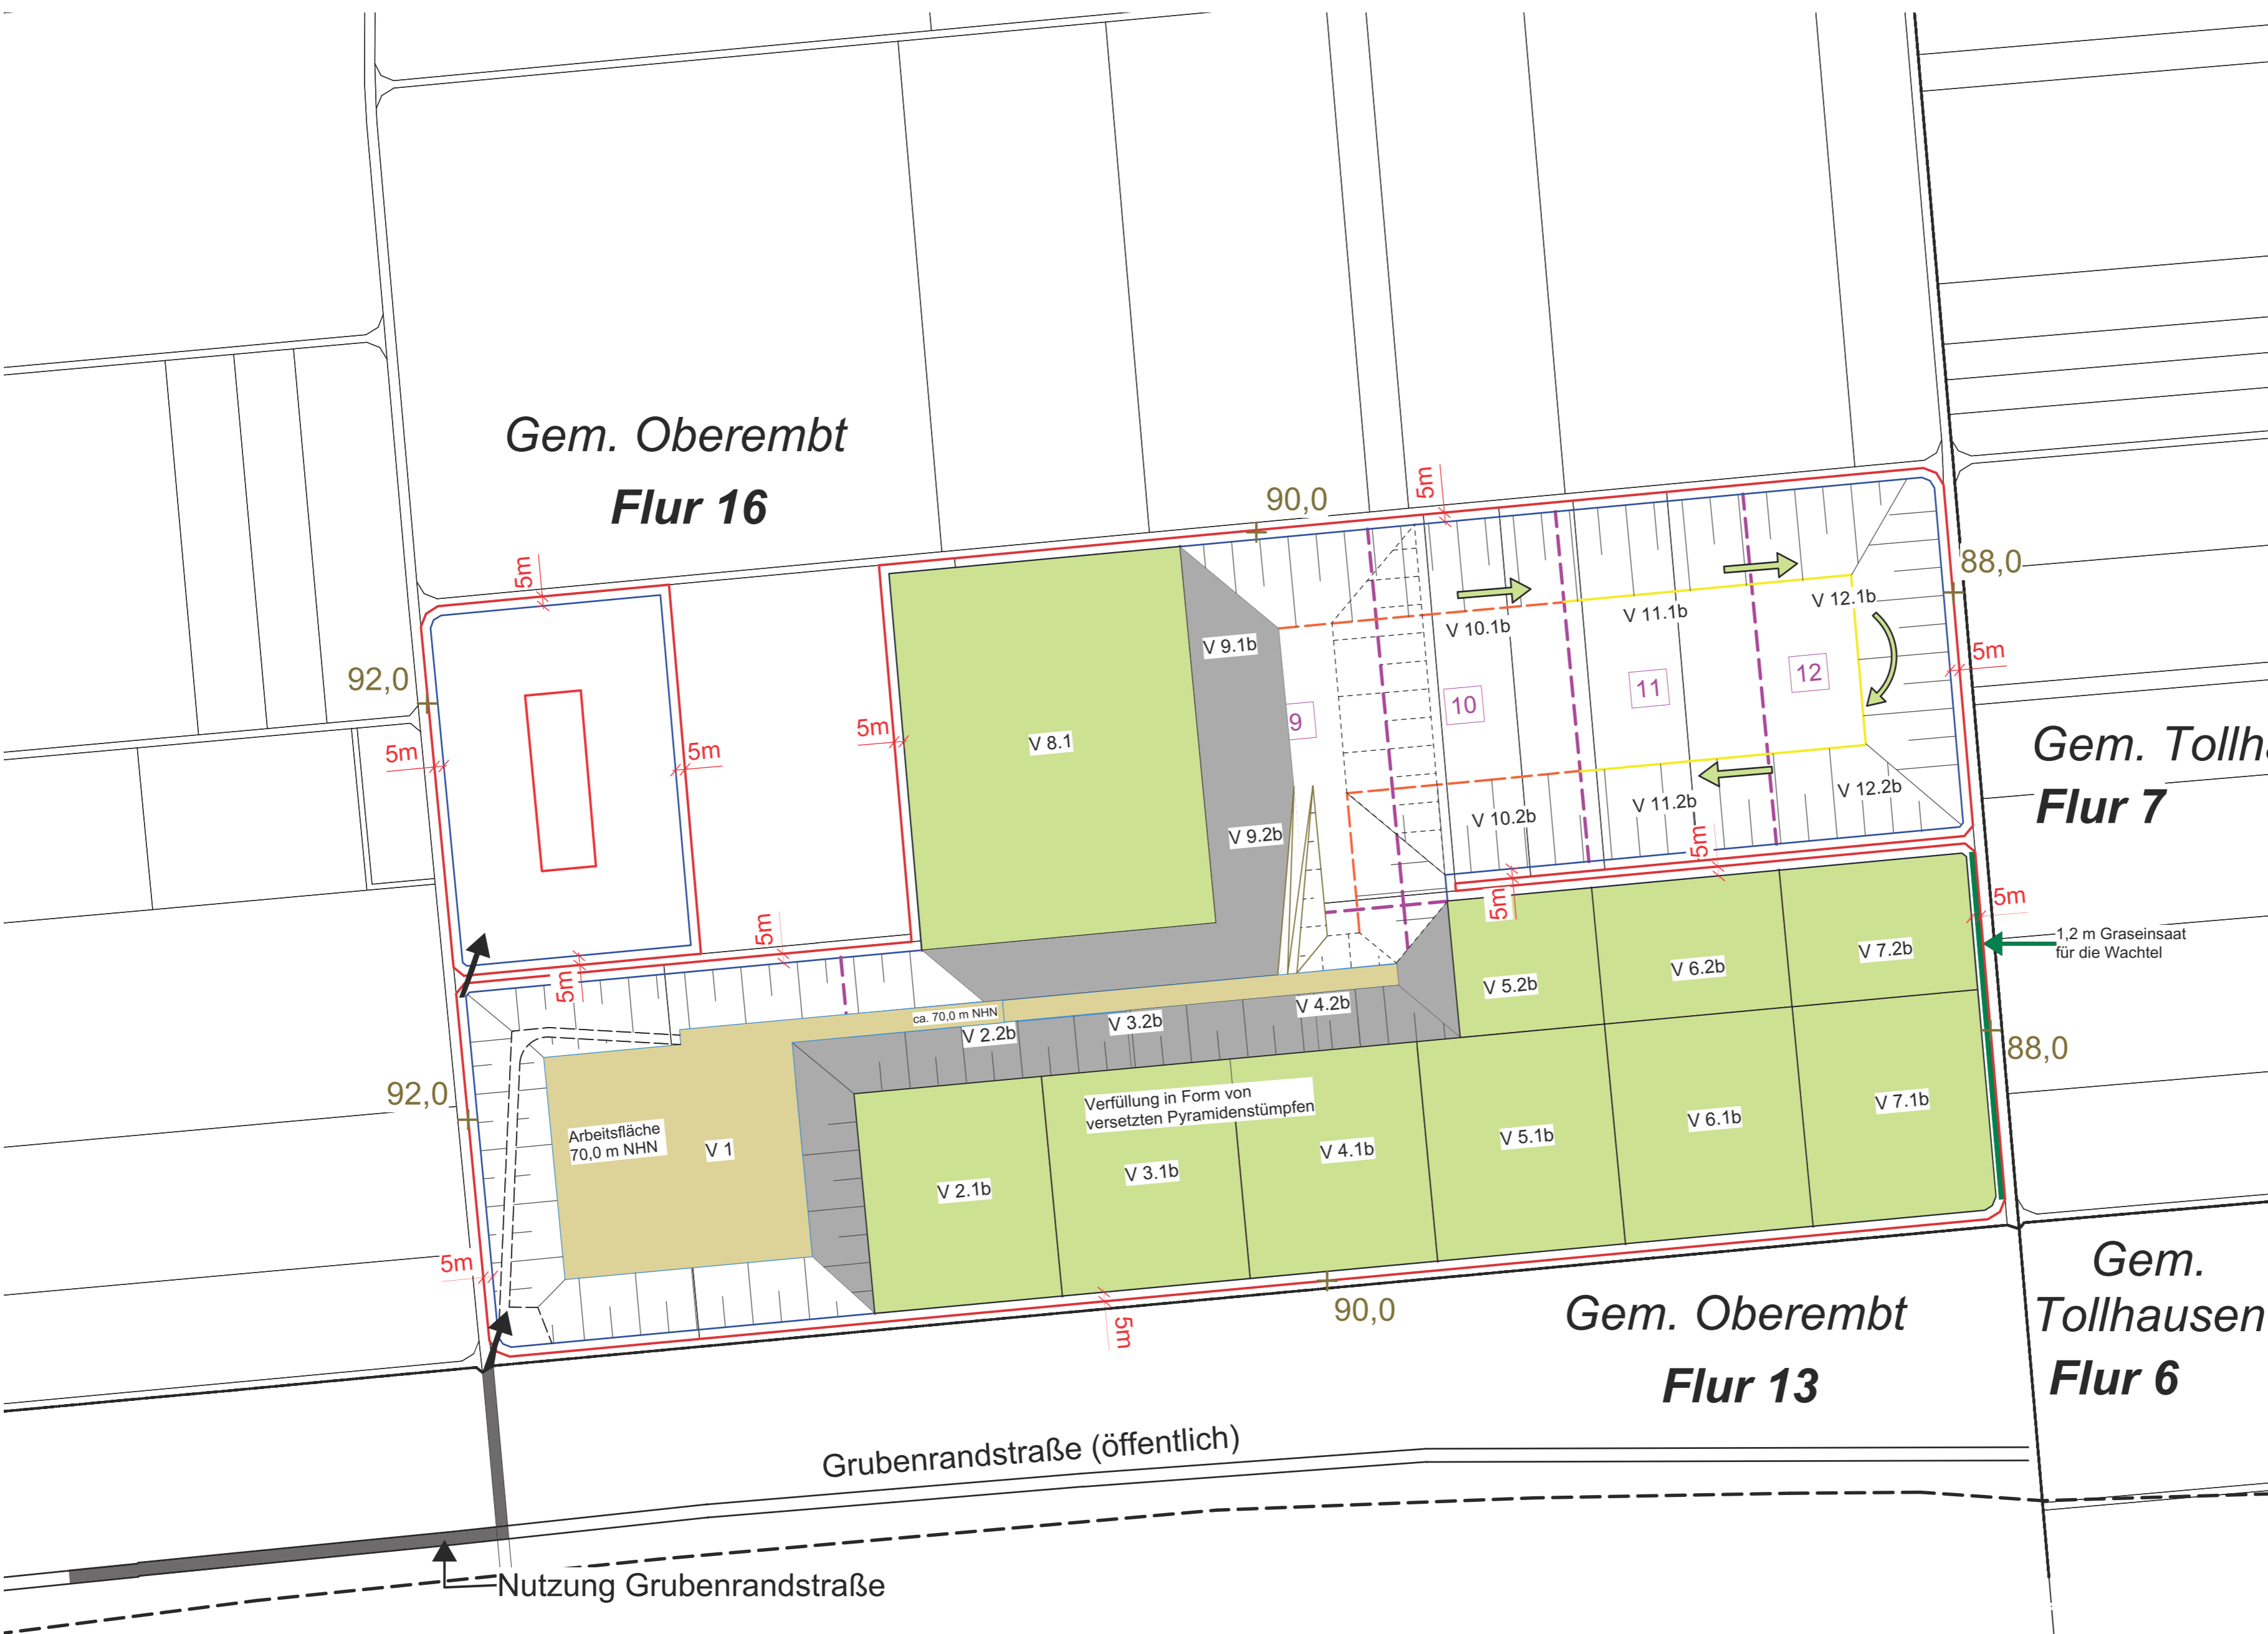 Gem. Oberembt
Flur 16
90,0
5m
5m
88,0
92,0
5m
5m
5m
5m
V 8.1
V 9.1b
V 9.2b
9
10
11
12
V 10.1b
V 11.1b
V 12.1b
V 10.2b
V 11.2b
V 12.2b
Gem. Tollha
Flur 7
5m
5m
5m
5m
5m
1,2 m Graseinsaat
für die Wachtel
V 5.2b
V 6.2b
V 7.2b
ca. 70,0 m NHN
V 2.2b
V 3.2b
V 4.2b
88,0
92,0
Arbeitsfläche
70,0 m NHN
V 1
Verfüllung in Form von
versetzten Pyramidenstümpfen
V 2.1b
V 3.1b
V 4.1b
V 5.1b
V 6.1b
V 7.1b
5m
5m
90,0
Gem. Oberembt
Flur 13
Gem.
Tollhausen
Flur 6
Grubenrandstraße (öffentlich)
Nutzung Grubenrandstraße